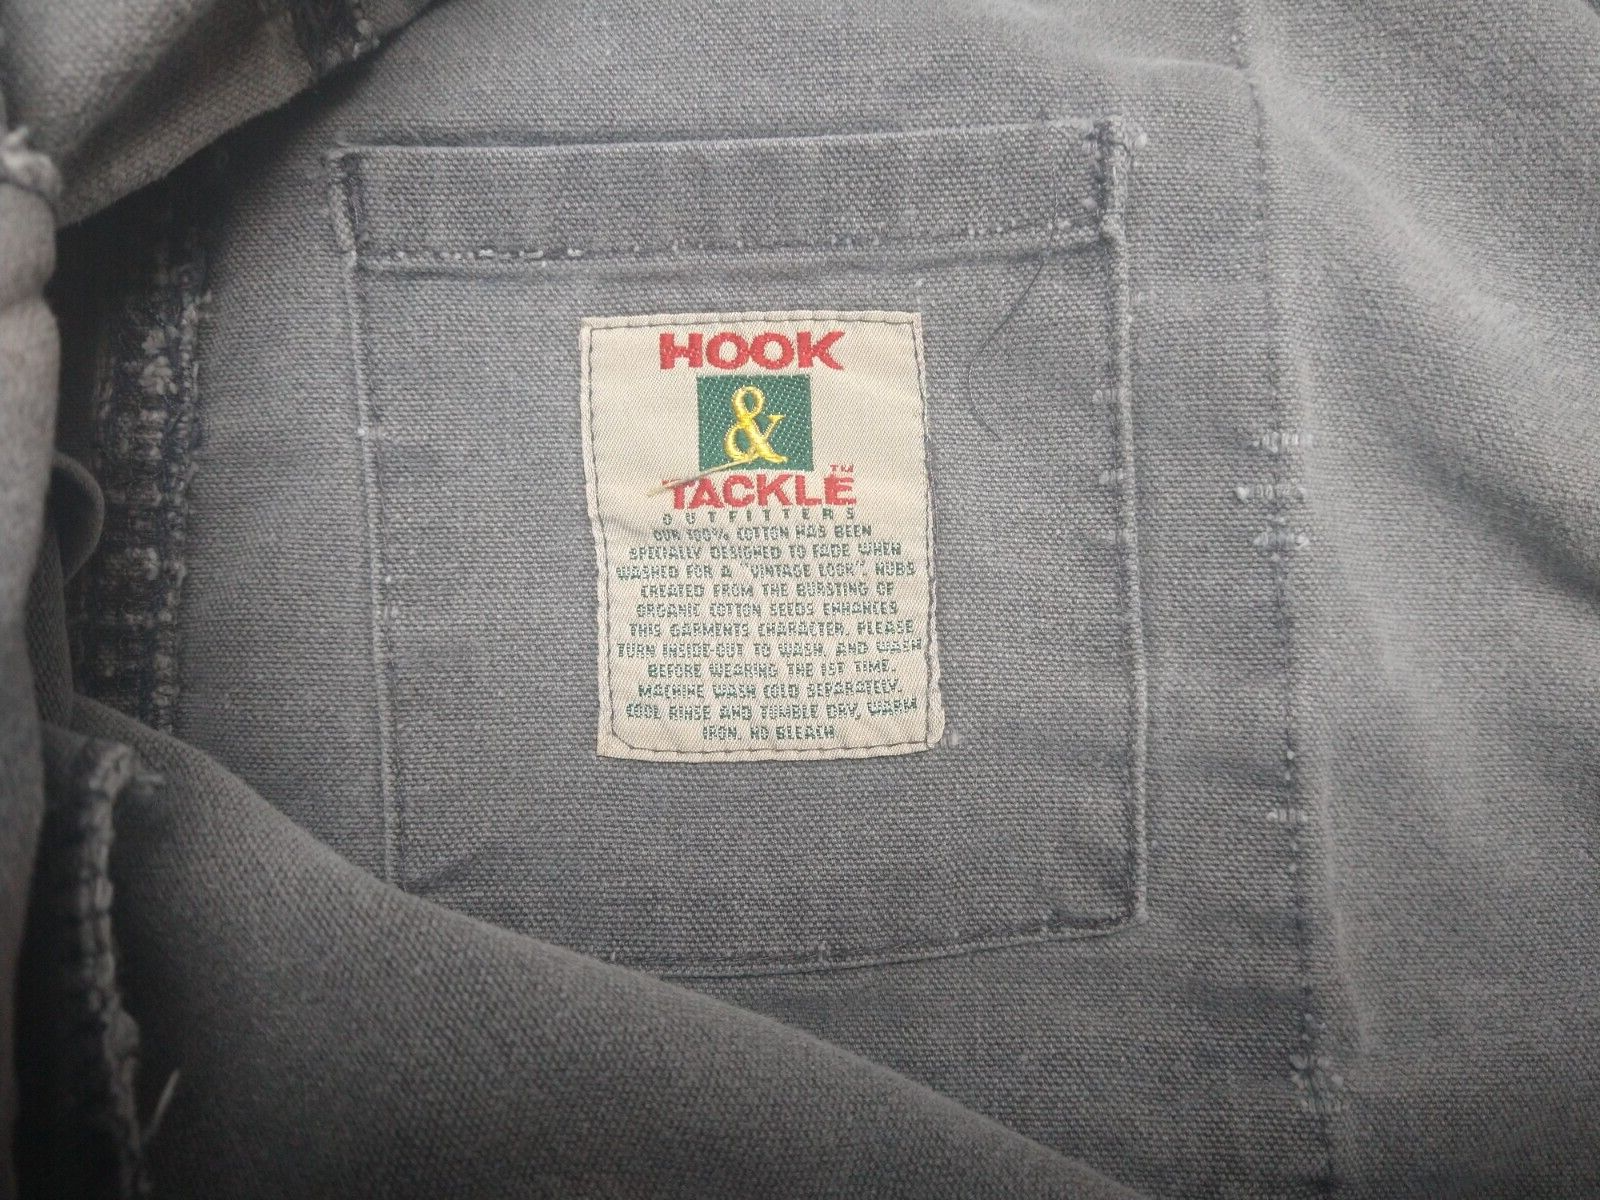 HOOK
&
TACKLE™
OUTFITTERS
OUR 100% COTTON HAS BEEN
SPECIALLY DESIGNED TO FADE WHEN
WASHED FOR A "VINTAGE LOOK". NUBS
CREATED FROM THE BURSTING OF
ORGANIC COTTON SEEDS ENHANCES
THIS GARMENTS CHARACTER. PLEASE
TURN INSIDE-OUT TO WASH, AND WASH
BEFORE WEARING THE 1ST TIME.
MACHINE WASH COLD SEPARATELY.
COOL RINSE AND TUMBLE DRY, WARM
IRON. NO BLEACH